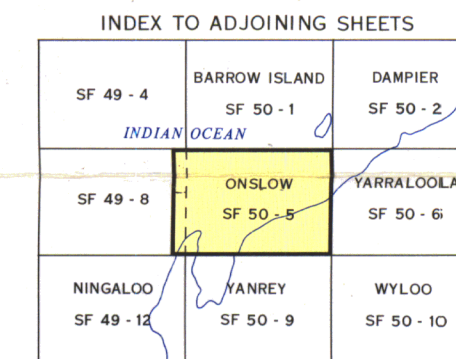 INDEX TO ADJOINING SHEETS
SF 49 - 4
BARROW ISLAND
SF 50 - 1
DAMPIER
SF 50 - 2
INDIAN OCEAN
SF 49 - 8
ONSLOW
SF 50 - 5
YARRALOOLA
SF 50 - 6
NINGALOO
SF 49 - 12
YANREY
SF 50 - 9
WYLOO
SF 50 - 10